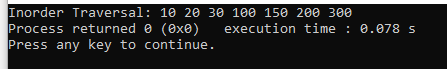 Inorder Traversal: 10 20 30 100 150 200 300
Process returned 0 (0x0)   execution time : 0.078 s
Press any key to continue.